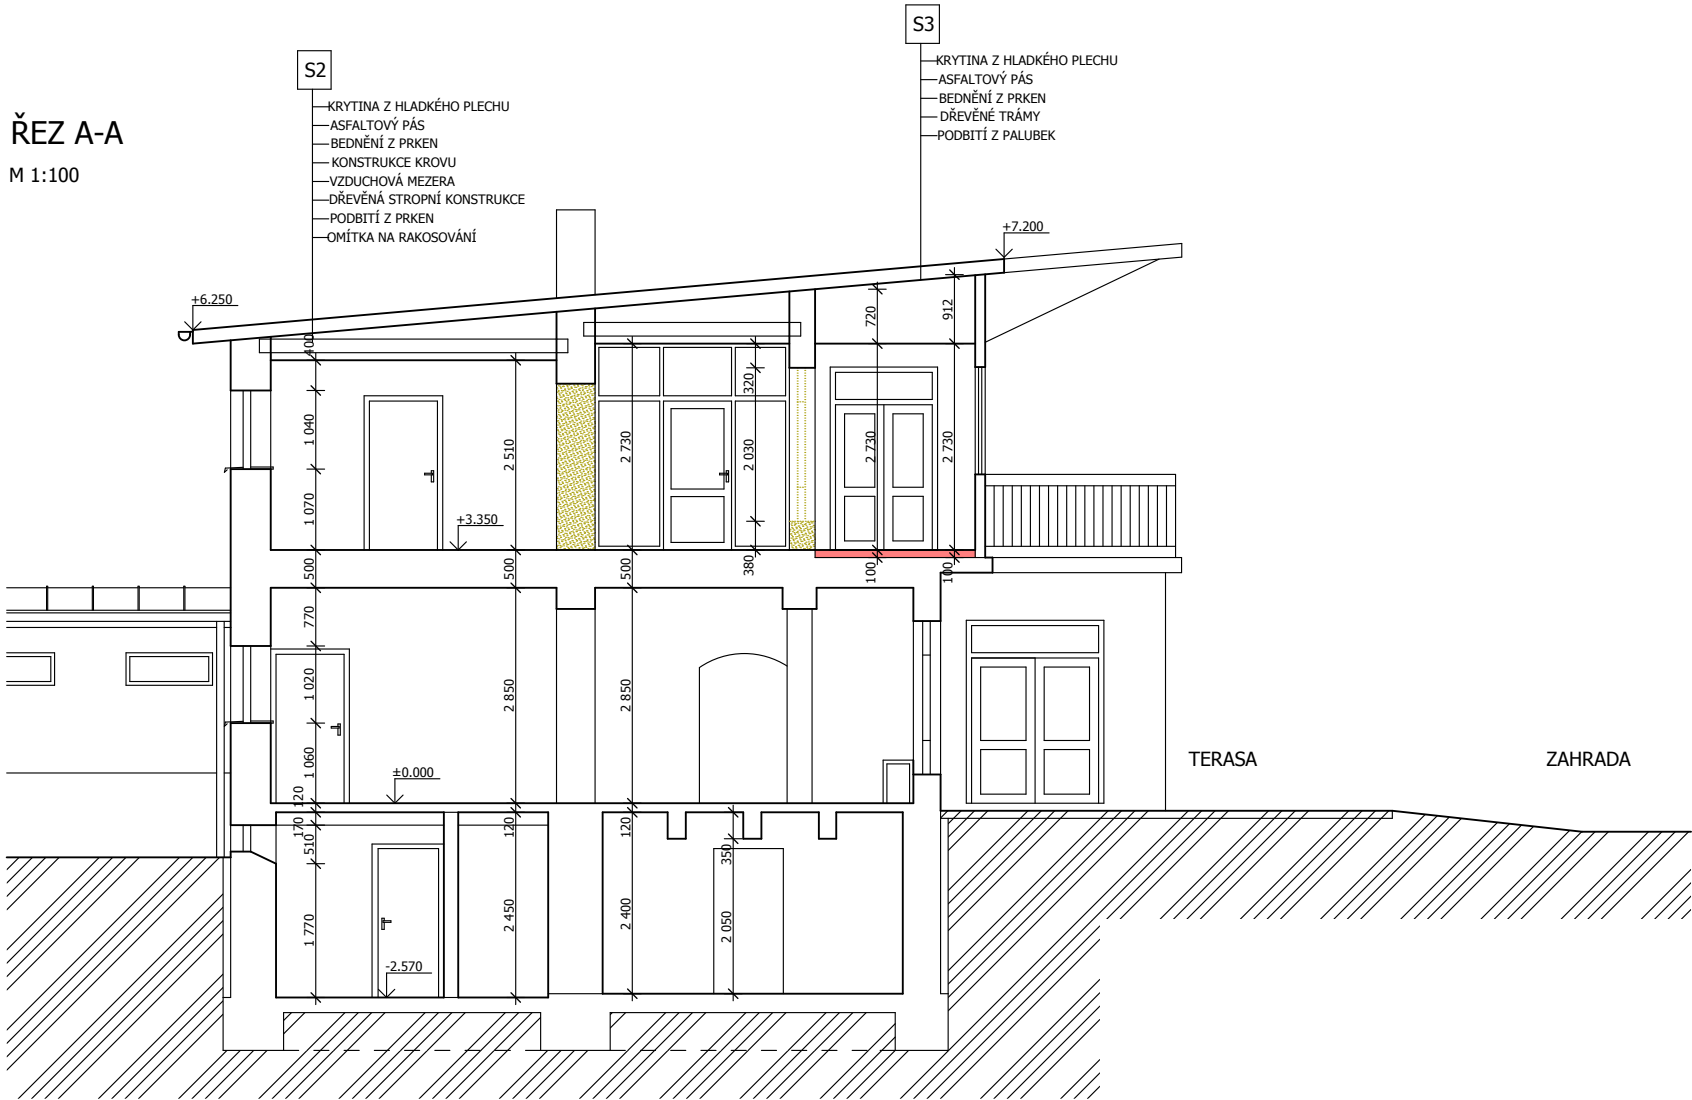 S3
KRYTINA Z HLADKÉHO PLECHU
ASFALTOVÝ PÁS
BEDNĚNÍ Z PRKEN
DŘEVĚNÉ TRÁMY
PODBITÍ Z PALUBEK
S2
KRYTINA Z HLADKÉHO PLECHU
ASFALTOVÝ PÁS
BEDNĚNÍ Z PRKEN
KONSTRUKCE KROVU
VZDUCHOVÁ MEZERA
DŘEVĚNÁ STROPNÍ KONSTRUKCE
PODBITÍ Z PRKEN
OMÍTKA NA RAKOSOVÁNÍ
ŘEZ A-A
M 1:100
+7.200
+6.250
400
1 040
1 070
500
770
1 020
1 060
120
170
510
1 770
2 510
500
2 850
120
2 450
2 730
500
2 850
120
2 400
320
2 030
380
350
2 050
720
2 730
100
912
2 730
100
+3.350
±0.000
-2.570
TERASA
ZAHRADA